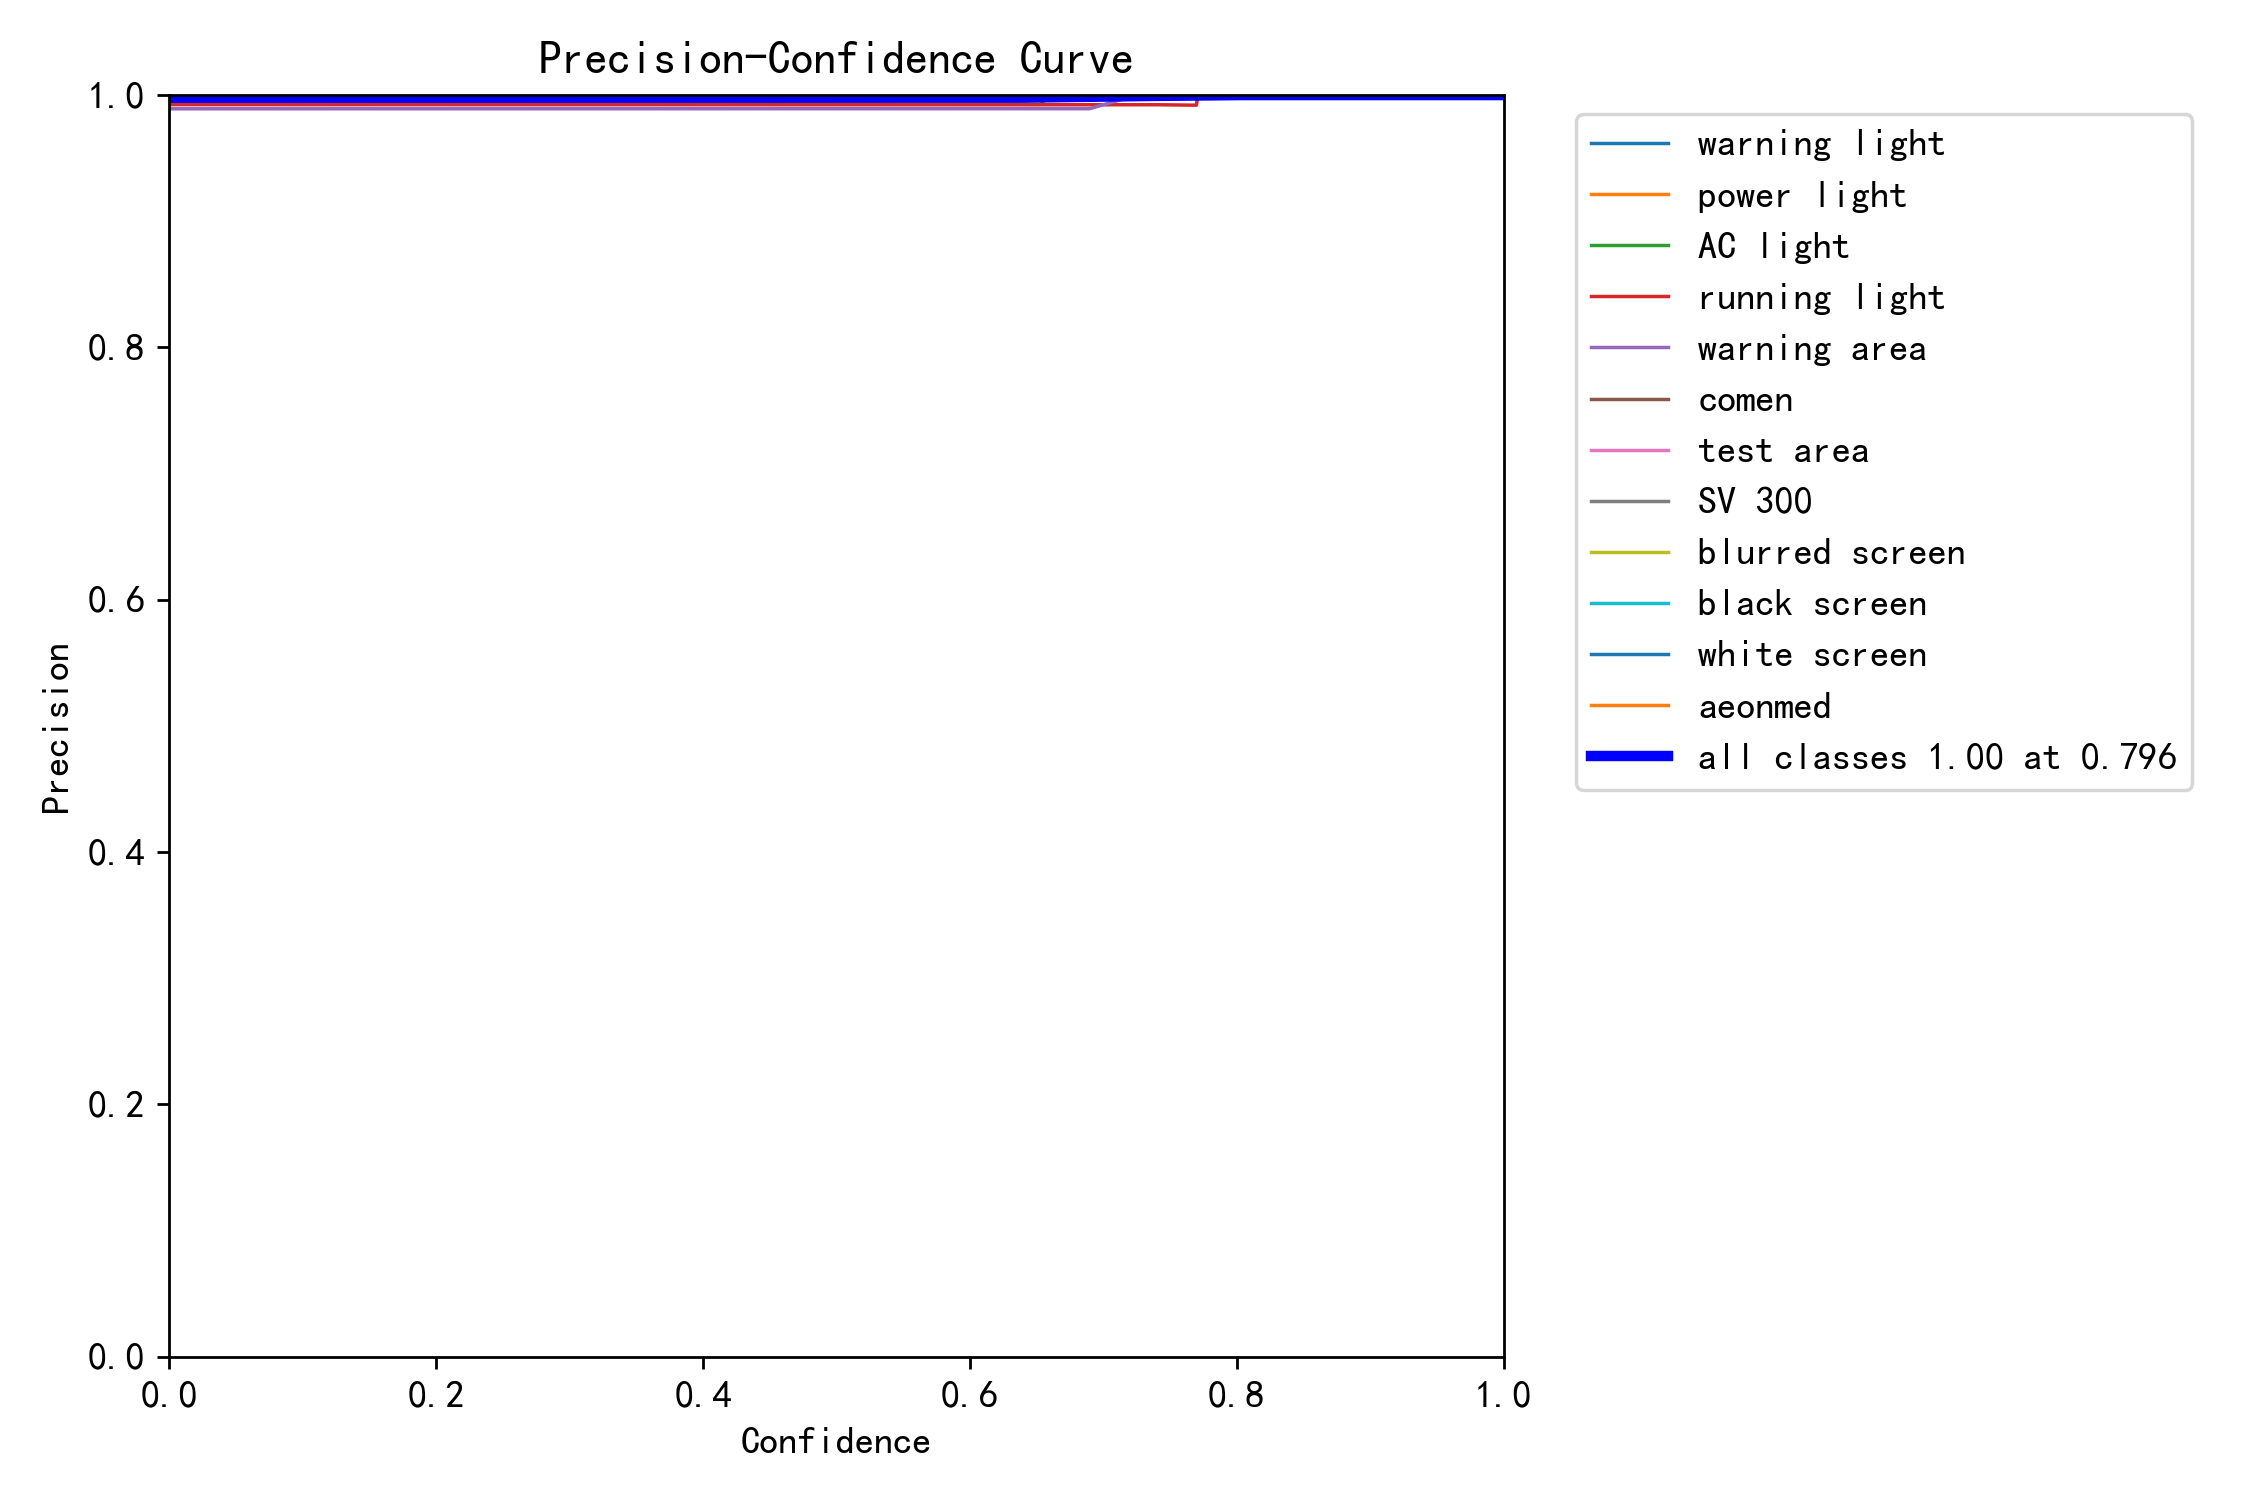 Precision-Confidence Curve
1.0
0.8
0.6
0.4
0.2
0.0
Precision
0.0 0.2 0.4 0.6 0.8 1.0
Confidence
warning light
power light
AC light
running light
warning area
comen
test area
SV 300
blurred screen
black screen
white screen
aeonmed
all classes 1.00 at 0.796